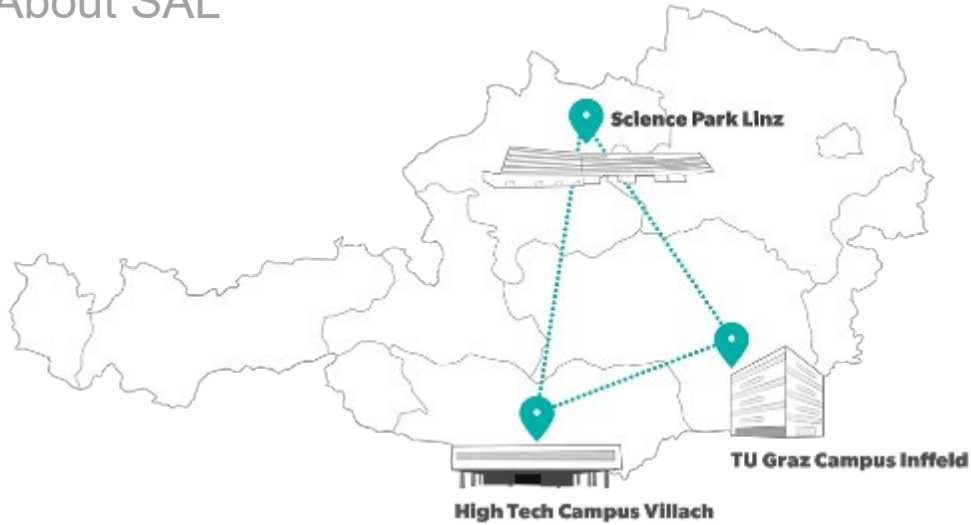 About SAL
Science Park Linz
TU Graz Campus Inffeld
High Tech Campus Villach